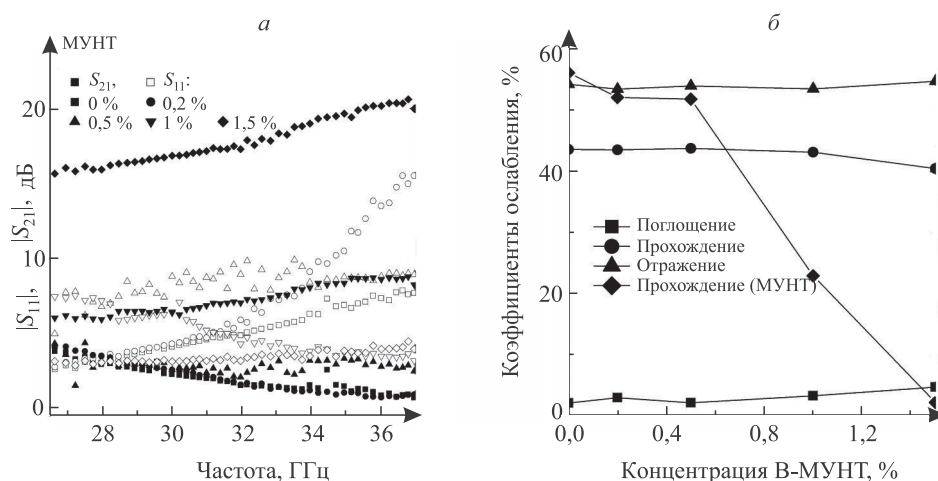 а
МУНТ
S21, S11:
0 % 0,2 %
0,5 % 1 % 1,5 %
20
10
0
|S11|, |S21|, дБ
28 30 32 34 36
Частота, ГГц
б
60
40
20
0
Коэффициенты ослабления, %
Поглощение
Прохождение
Отражение
Прохождение (МУНТ)
0,0 0,4 0,8 1,2
Концентрация В-МУНТ, %